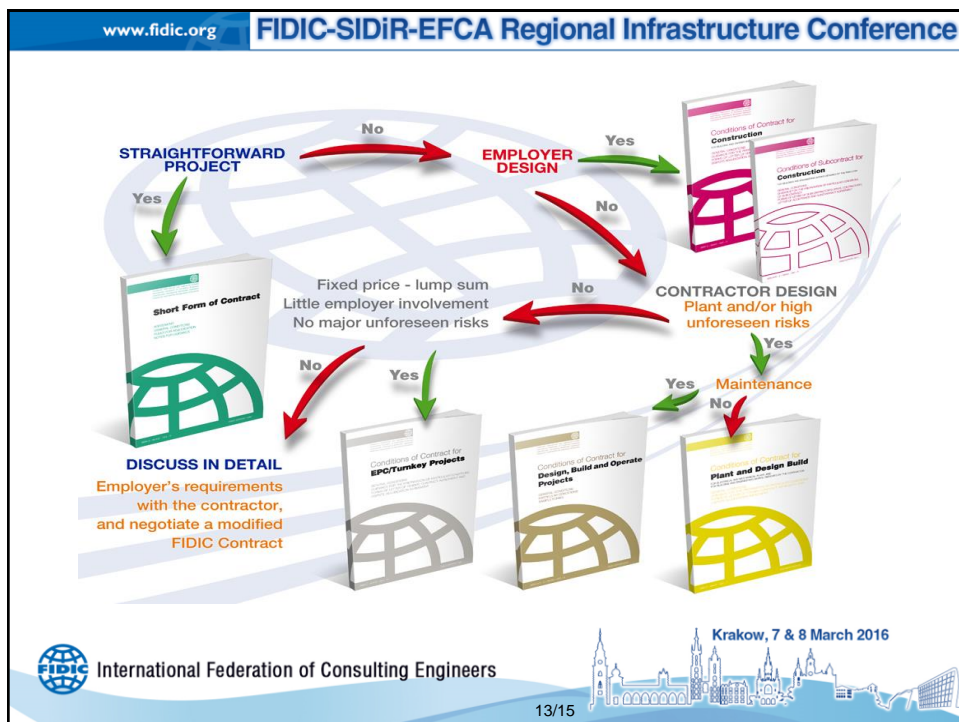 www.fidic.org
FIDIC-SIDiR-EFCA Regional Infrastructure Conference
No
STRAIGHTFORWARD
PROJECT
EMPLOYER
DESIGN
Yes
Conditions of Contract for
Construction
Conditions of Subcontract for
Construction
Yes
No
Short Form of Contract
Fixed price - lump sum
Little employer involvement
No major unforeseen risks
No
CONTRACTOR DESIGN
Plant and/or high
unforeseen risks
No
Yes
Yes
Yes
Maintenance
No
Conditions of Contract for
EPC/Turnkey Projects
Conditions of Contract for
Design, Build and Operate
Projects
Conditions of Contract for
Plant and Design Build
DISCUSS IN DETAIL
Employer's requirements
with the contractor,
and negotiate a modified
FIDIC Contract
Krakow, 7 & 8 March 2016
FIDIC
International Federation of Consulting Engineers
13/15